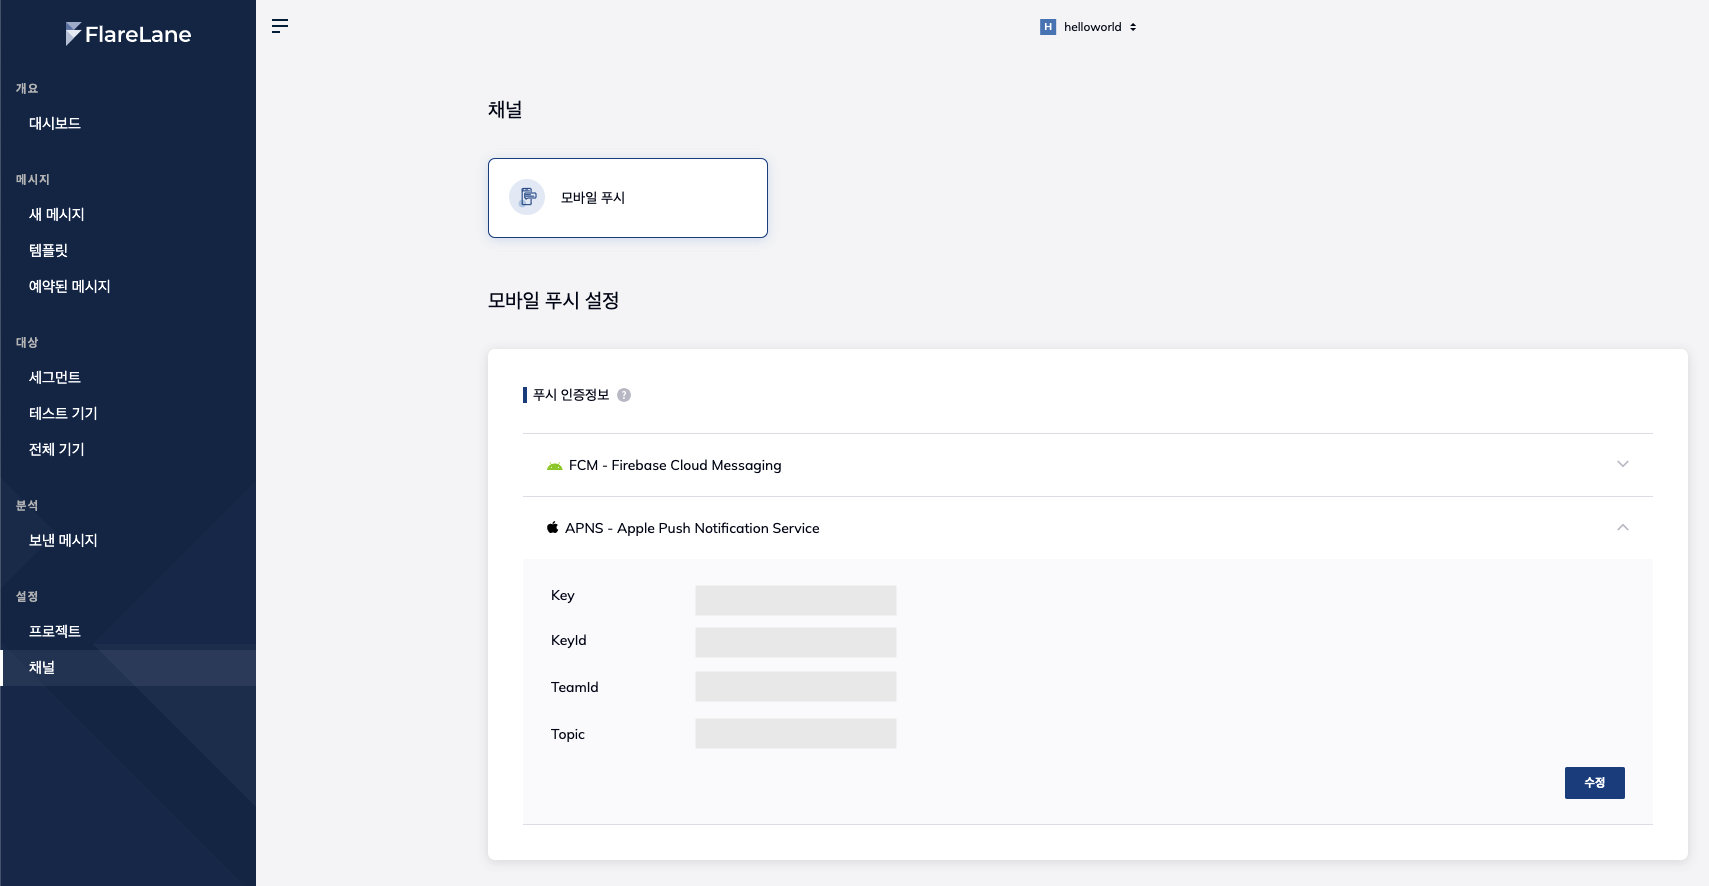 FlareLane
개요
대시보드
메시지
새 메시지
템플릿
예약된 메시지
대상
세그먼트
테스트 기기
전체 기기
분석
보낸 메시지
설정
프로젝트
채널
H helloworld
채널
모바일 푸시
모바일 푸시 설정
푸시 인증정보 ?
FCM - Firebase Cloud Messaging
APNS - Apple Push Notification Service
Key
KeyId
TeamId
Topic
수정